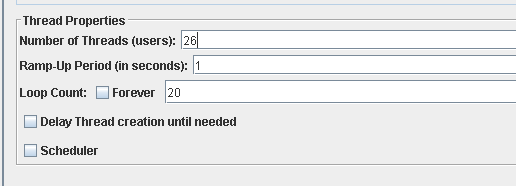 Thread Properties
Number of Threads (users): 26
Ramp-Up Period (in seconds): 1
Loop Count: Forever 20
Delay Thread creation until needed
Scheduler